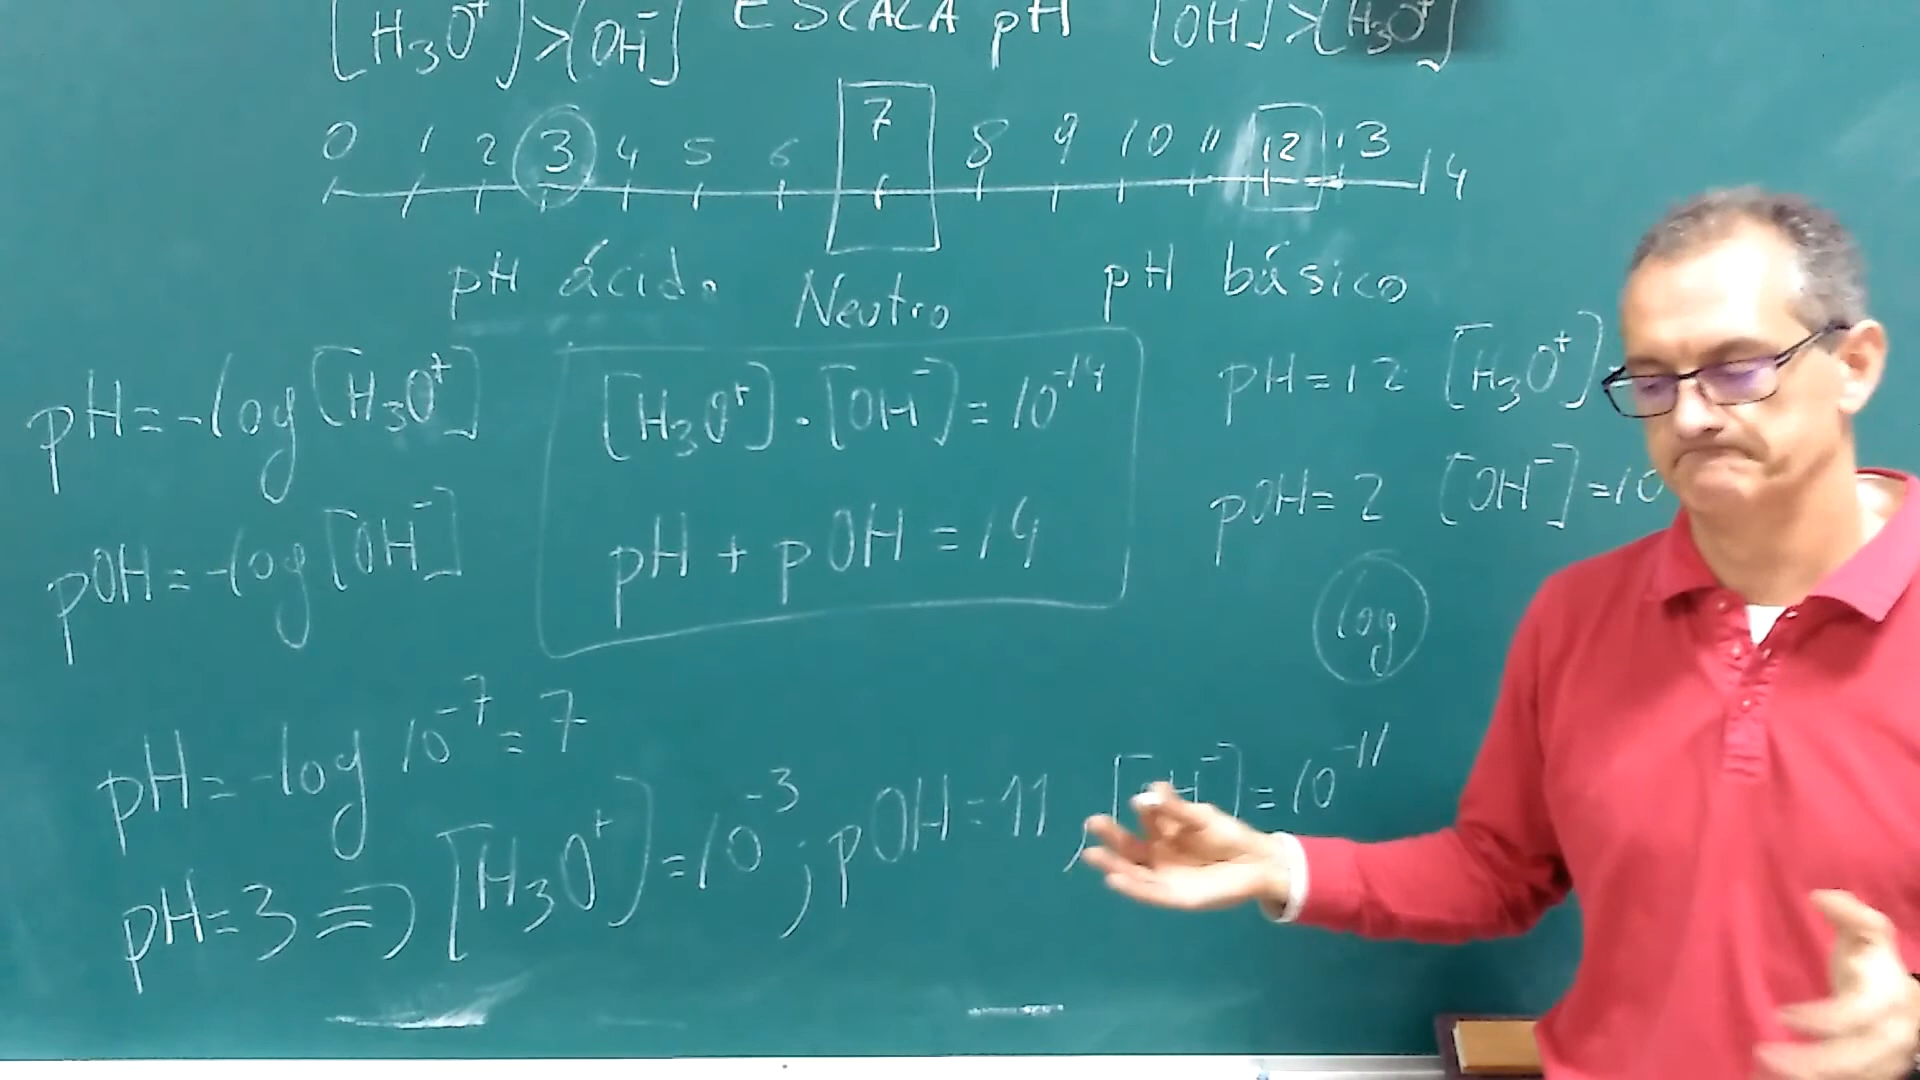 [H₃O⁺]>[OH⁻] ESCALA pH [OH⁻]>[H₃O⁺]
0 1 2 3 4 5 6 7 8 9 10 11 12 13 14
pH ácido Neutro pH básico
pH=-log[H₃O⁺] [H₃O⁺]·[OH⁻]=10⁻¹⁴ pH=12 [H₃O⁺]
pOH=-log[OH⁻] pH+pOH=14 pOH=2 [OH⁻]=10
log
pH=-log 10⁻⁷=7
pH=3⇒[H₃O⁺]=10⁻³; pOH=11, [OH⁻]=10⁻¹¹